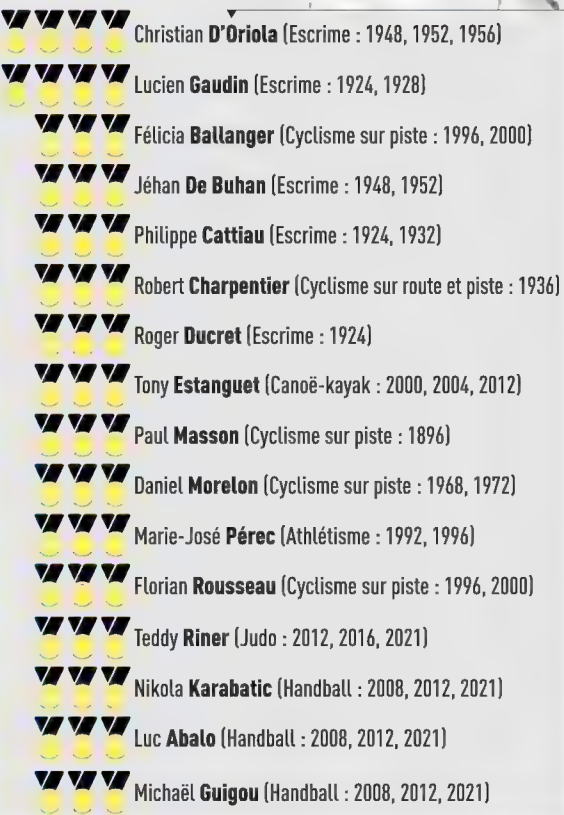 Christian D'Oriola (Escrime : 1948, 1952, 1956)
Lucien Gaudin (Escrime : 1924, 1928)
Félicia Ballanger (Cyclisme sur piste : 1996, 2000)
Jéhan De Buhan (Escrime : 1948, 1952)
Philippe Cattiau (Escrime : 1924, 1932)
Robert Charpentier (Cyclisme sur route et piste : 1936)
Roger Ducret (Escrime : 1924)
Tony Estanguet (Canoë-kayak : 2000, 2004, 2012)
Paul Masson (Cyclisme sur piste : 1896)
Daniel Morelon (Cyclisme sur piste : 1968, 1972)
Marie-José Pérec (Athlétisme : 1992, 1996)
Florian Rousseau (Cyclisme sur piste : 1996, 2000)
Teddy Riner (Judo : 2012, 2016, 2021)
Nikola Karabatic (Handball : 2008, 2012, 2021)
Luc Abalo (Handball : 2008, 2012, 2021)
Michaël Guigou (Handball : 2008, 2012, 2021)